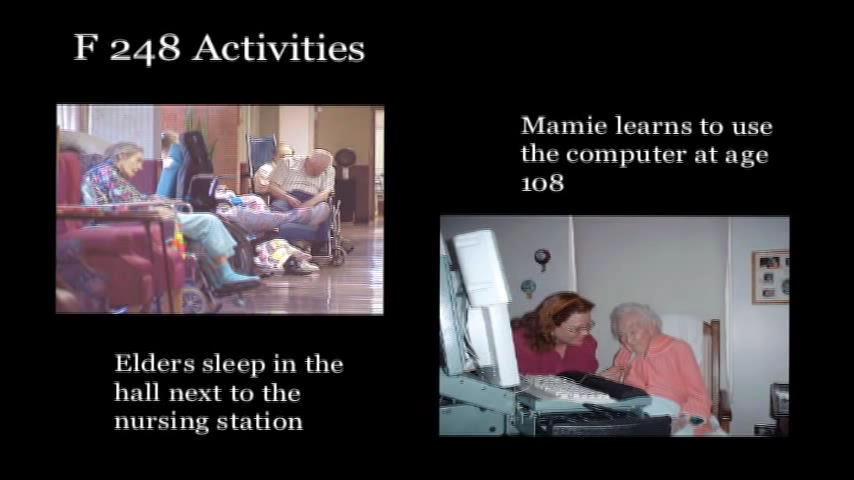 F 248 Activities
Mamie learns to use
the computer at age
108
Elders sleep in the
hall next to the
nursing station